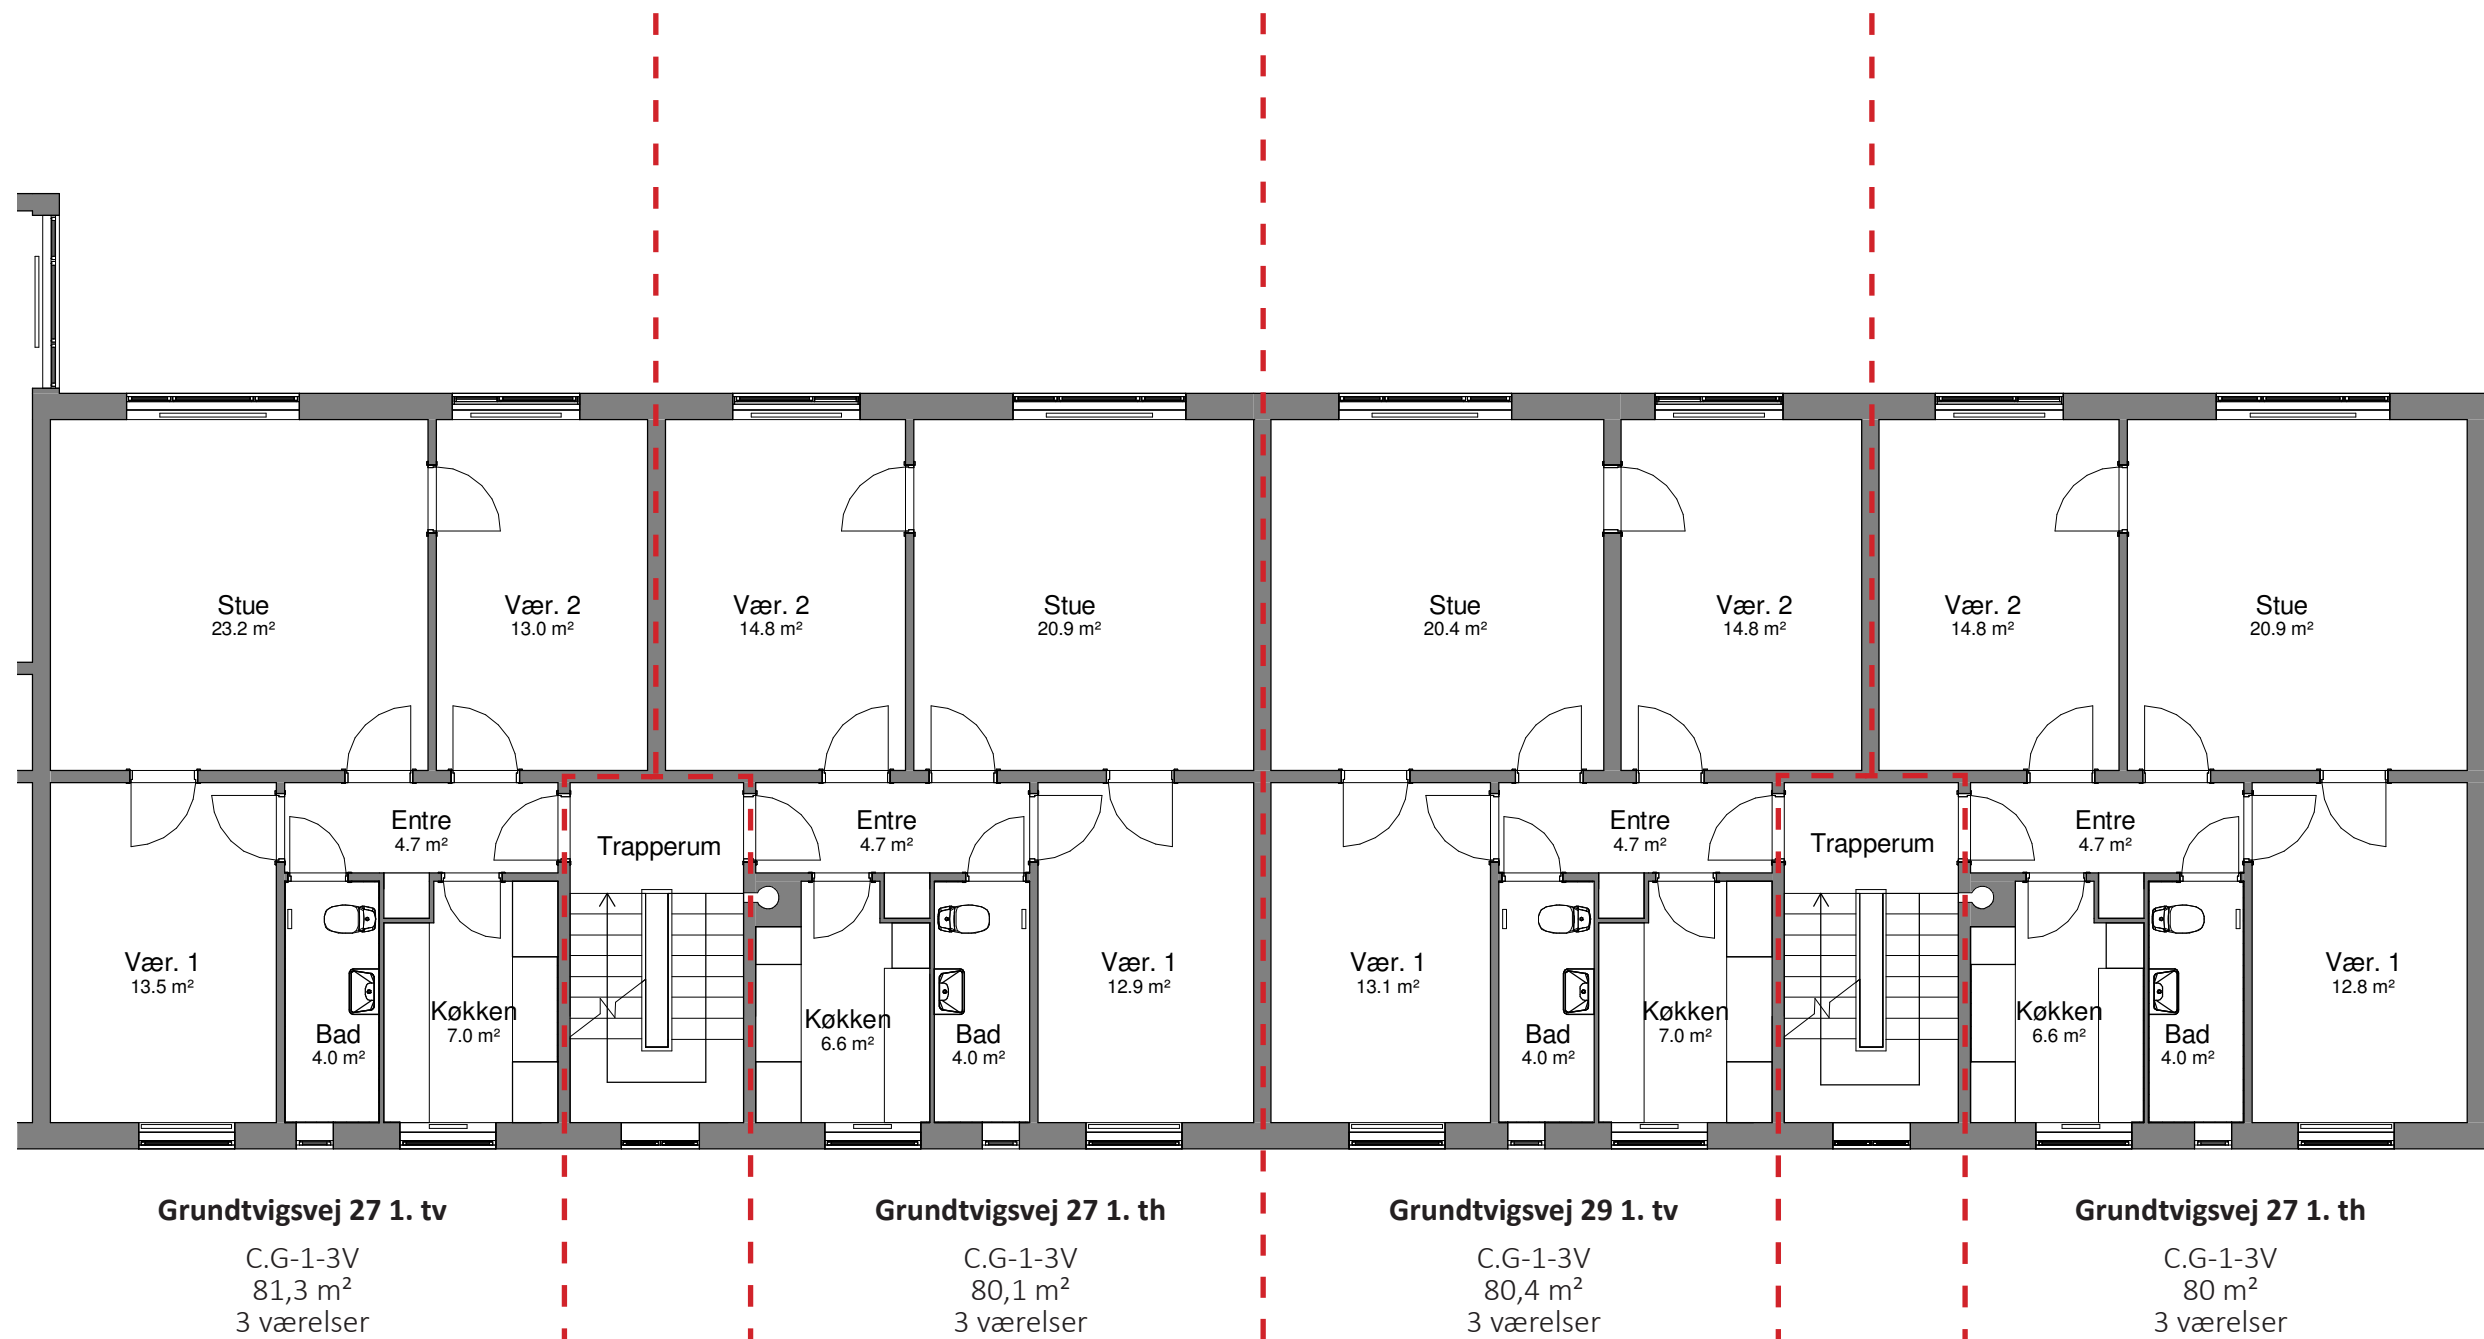 Stue
23.2 m²
Vær. 2
13.0 m²
Vær. 2
14.8 m²
Stue
20.9 m²
Stue
20.4 m²
Vær. 2
14.8 m²
Vær. 2
14.8 m²
Stue
20.9 m²
Entre
4.7 m²
Trapperum
Entre
4.7 m²
Entre
4.7 m²
Trapperum
Entre
4.7 m²
Vær. 1
13.5 m²
Bad
4.0 m²
Køkken
7.0 m²
Køkken
6.6 m²
Bad
4.0 m²
Vær. 1
12.9 m²
Vær. 1
13.1 m²
Bad
4.0 m²
Køkken
7.0 m²
Køkken
6.6 m²
Bad
4.0 m²
Vær. 1
12.8 m²
Grundtvigsvej 27 1. tv
C.G-1-3V
81,3 m²
3 værelser
Grundtvigsvej 27 1. th
C.G-1-3V
80,1 m²
3 værelser
Grundtvigsvej 29 1. tv
C.G-1-3V
80,4 m²
3 værelser
Grundtvigsvej 27 1. th
C.G-1-3V
80 m²
3 værelser